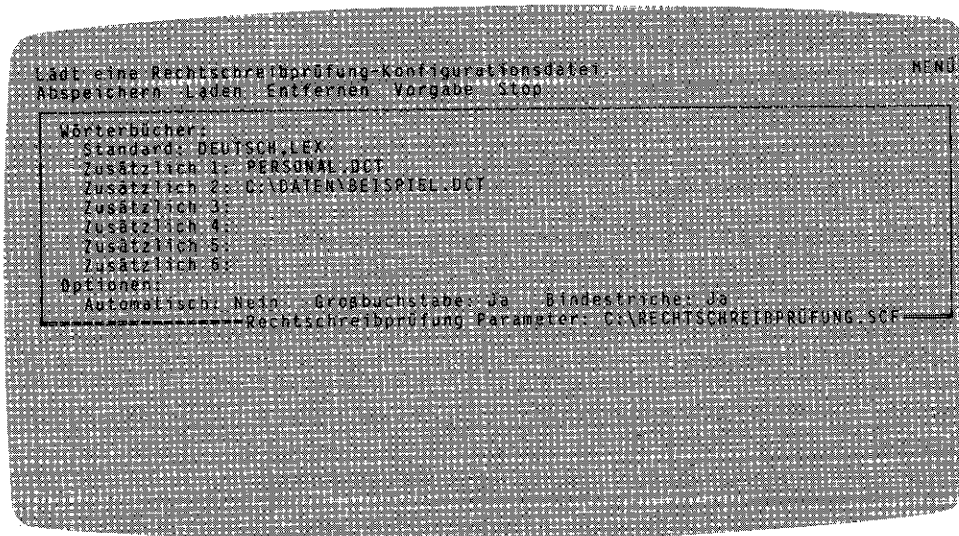 Lädt eine Rechtschreibprüfung-Konfigurationsdatei. MENÜ
Abspeichern Laden Entfernen Vorgabe Stop
Wörterbücher:
Standard: DEUTSCH.LEX
Zusätzlich 1: PERSONAL.DCT
Zusätzlich 2: C:\DATEN\BEISPIEL.DCT
Zusätzlich 3:
Zusätzlich 4:
Zusätzlich 5:
Zusätzlich 6:
Optionen:
Automatisch: Nein Großbuchstabe: Ja Bindestriche: Ja
Rechtschreibprüfung Parameter: C:\RECHTSCHREIBPRÜFUNG.SCF